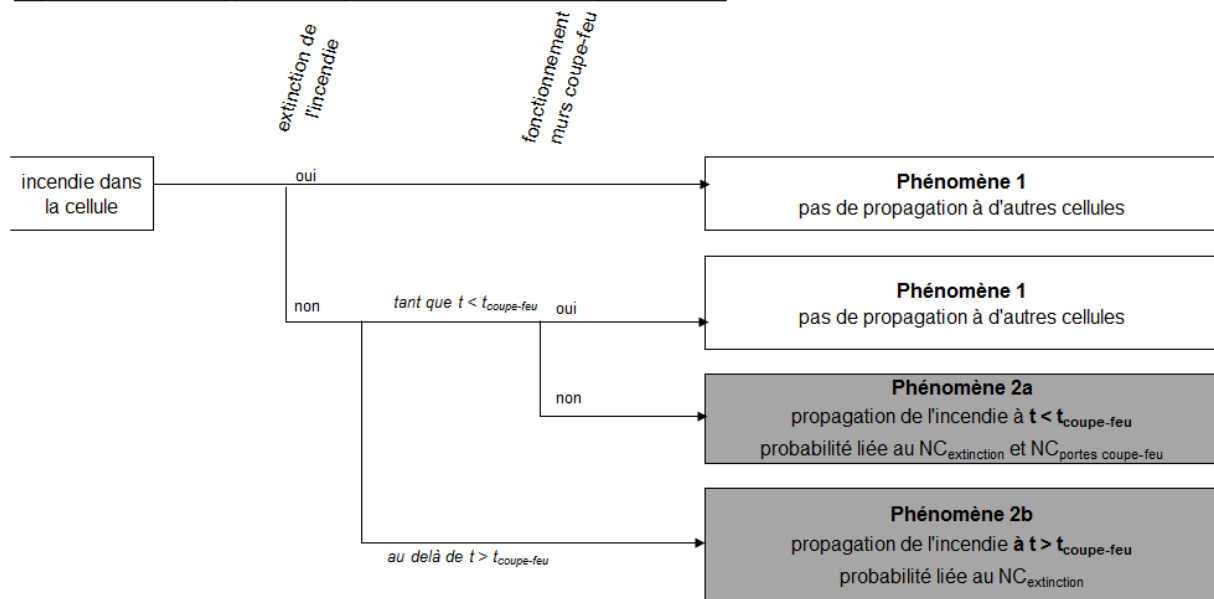 extinction de
l'incendie
fonctionnement
murs coupe-feu
incendie dans
la cellule
oui
Phénomène 1
pas de propagation à d'autres cellules
non
tant que t < tcoupe-feu
oui
Phénomène 1
pas de propagation à d'autres cellules
non
Phénomène 2a
propagation de l'incendie à t < tcoupe-feu
probabilité liée au NCextinction et NCportes coupe-feu
au delà de t > tcoupe-feu
Phénomène 2b
propagation de l'incendie à t > tcoupe-feu
probabilité liée au NCextinction